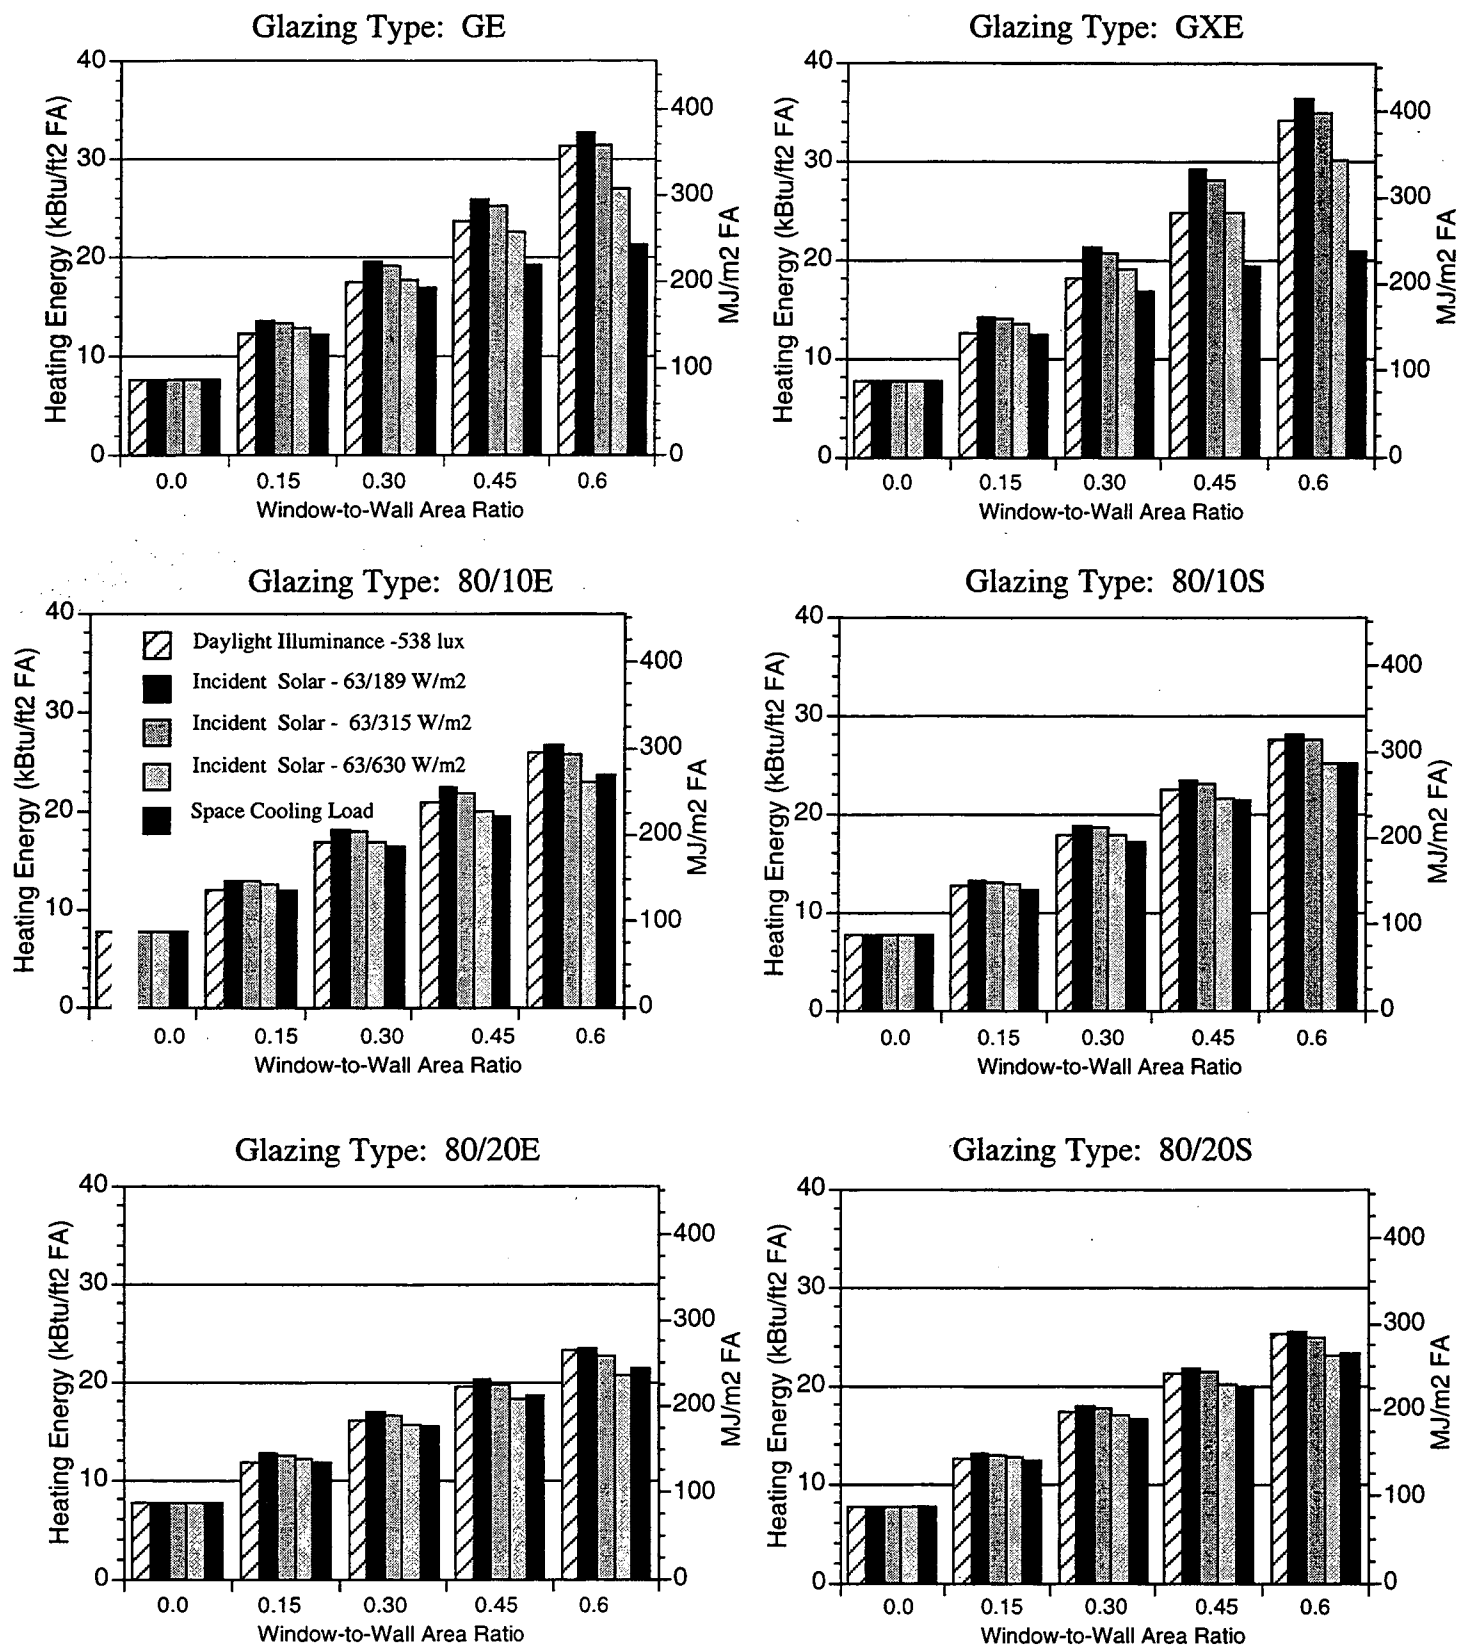 Glazing Type: GE
40
30
20
10
0
Heating Energy (kBtu/ft2 FA)
400
300
200
100
0
MJ/m2 FA
0.0 0.15 0.30 0.45 0.6
Window-to-Wall Area Ratio
Glazing Type: GXE
40
30
20
10
0
Heating Energy (kBtu/ft2 FA)
400
300
200
100
0
MJ/m2 FA
0.0 0.15 0.30 0.45 0.6
Window-to-Wall Area Ratio
Glazing Type: 80/10E
40
30
20
10
0
Heating Energy (kBtu/ft2 FA)
Daylight Illuminance -538 lux
Incident Solar - 63/189 W/m2
Incident Solar - 63/315 W/m2
Incident Solar - 63/630 W/m2
Space Cooling Load
400
300
200
100
0
MJ/m2 FA
0.0 0.15 0.30 0.45 0.6
Window-to-Wall Area Ratio
Glazing Type: 80/10S
40
30
20
10
0
Heating Energy (kBtu/ft2 FA)
400
300
200
100
0
MJ/m2 FA)
0.0 0.15 0.30 0.45 0.6
Window-to-Wall Area Ratio
Glazing Type: 80/20E
40
30
20
10
0
Heating Energy (kBtu/ft2 FA)
400
300
200
100
0
MJ/m2 FA
0.0 0.15 0.30 0.45 0.6
Window-to-Wall Area Ratio
Glazing Type: 80/20S
40
30
20
10
0
Heating Energy (kBtu/ft2 FA)
400
300
200
100
0
MJ/m2 FA
0.0 0.15 0.30 0.45 0.6
Window-to-Wall Area Ratio